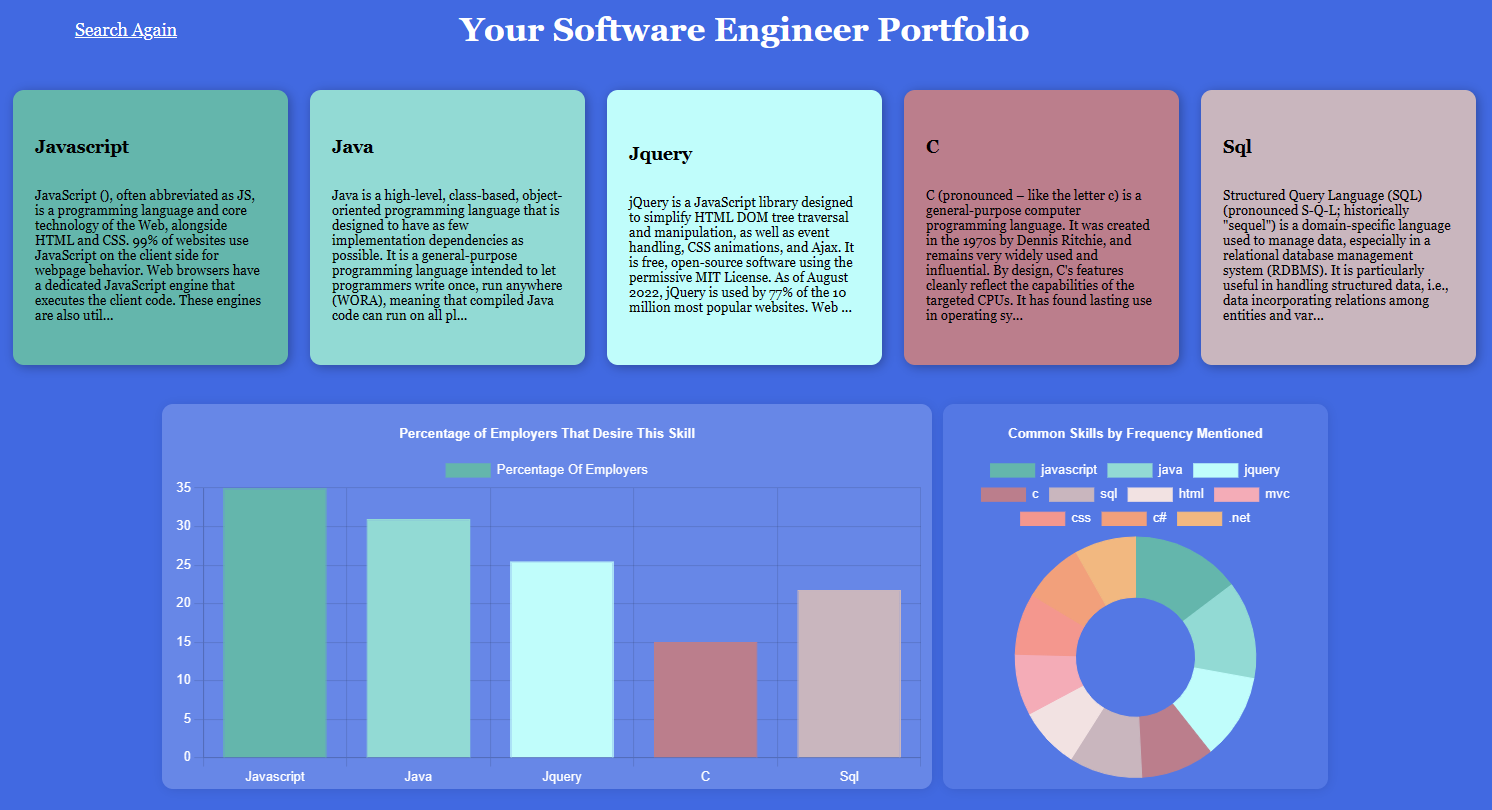 Search Again
Your Software Engineer Portfolio
Javascript
JavaScript (), often abbreviated as JS,
is a programming language and core
technology of the Web, alongside
HTML and CSS. 99% of websites use
JavaScript on the client side for
webpage behavior. Web browsers have
a dedicated JavaScript engine that
executes the client code. These engines
are also util...
Java
Java is a high-level, class-based, object-
oriented programming language that is
designed to have as few
implementation dependencies as
possible. It is a general-purpose
programming language intended to let
programmers write once, run anywhere
(WORA), meaning that compiled Java
code can run on all pl...
Jquery
jQuery is a JavaScript library designed
to simplify HTML DOM tree traversal
and manipulation, as well as event
handling, CSS animations, and Ajax. It
is free, open-source software using the
permissive MIT License. As of August
2022, jQuery is used by 77% of the 10
million most popular websites. Web ...
C
C (pronounced – like the letter c) is a
general-purpose computer
programming language. It was created
in the 1970s by Dennis Ritchie, and
remains very widely used and
influential. By design, C's features
cleanly reflect the capabilities of the
targeted CPUs. It has found lasting use
in operating sy...
Sql
Structured Query Language (SQL)
(pronounced S-Q-L; historically
"sequel") is a domain-specific language
used to manage data, especially in a
relational database management
system (RDBMS). It is particularly
useful in handling structured data, i.e.,
data incorporating relations among
entities and var...
Percentage of Employers That Desire This Skill
Percentage Of Employers
35
30
25
20
15
10
5
0
Javascript Java Jquery C Sql
Common Skills by Frequency Mentioned
javascript java jquery
c sql html mvc
css c# .net